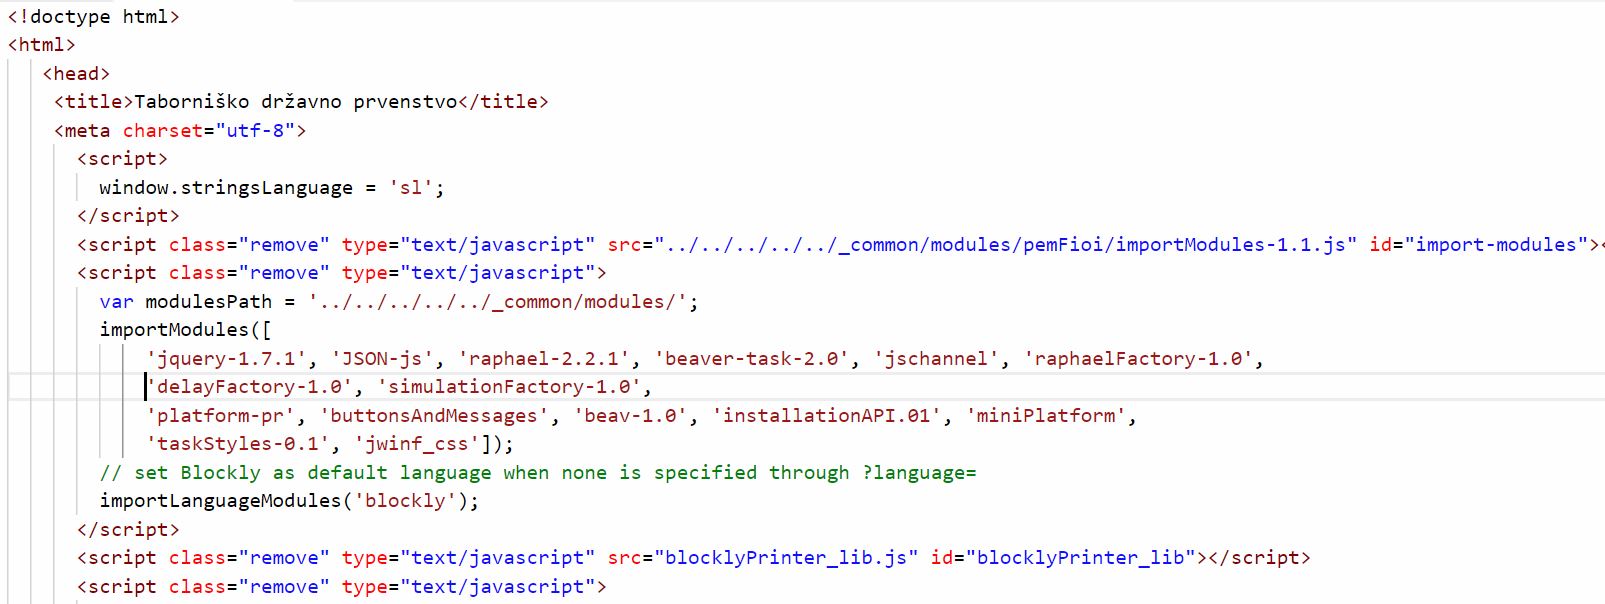 <!doctype html>
<html>
<head>
<title>Taborniško državno prvenstvo</title>
<meta charset="utf-8">
<script>
window.stringsLanguage = 'sl';
</script>
<script class="remove" type="text/javascript" src="../../../../../_common/modules/pemFioi/importModules-1.1.js" id="import-modules"><
<script class="remove" type="text/javascript">
var modulesPath = '../../../../../_common/modules/';
importModules([
'jquery-1.7.1', 'JSON-js', 'raphael-2.2.1', 'beaver-task-2.0', 'jschannel', 'raphaelFactory-1.0',
'delayFactory-1.0', 'simulationFactory-1.0',
'platform-pr', 'buttonsAndMessages', 'beav-1.0', 'installationAPI.01', 'miniPlatform',
'taskStyles-0.1', 'jwinf_css']);
// set Blockly as default language when none is specified through ?language=
importLanguageModules('blockly');
</script>
<script class="remove" type="text/javascript" src="blocklyPrinter_lib.js" id="blocklyPrinter_lib"></script>
<script class="remove" type="text/javascript">